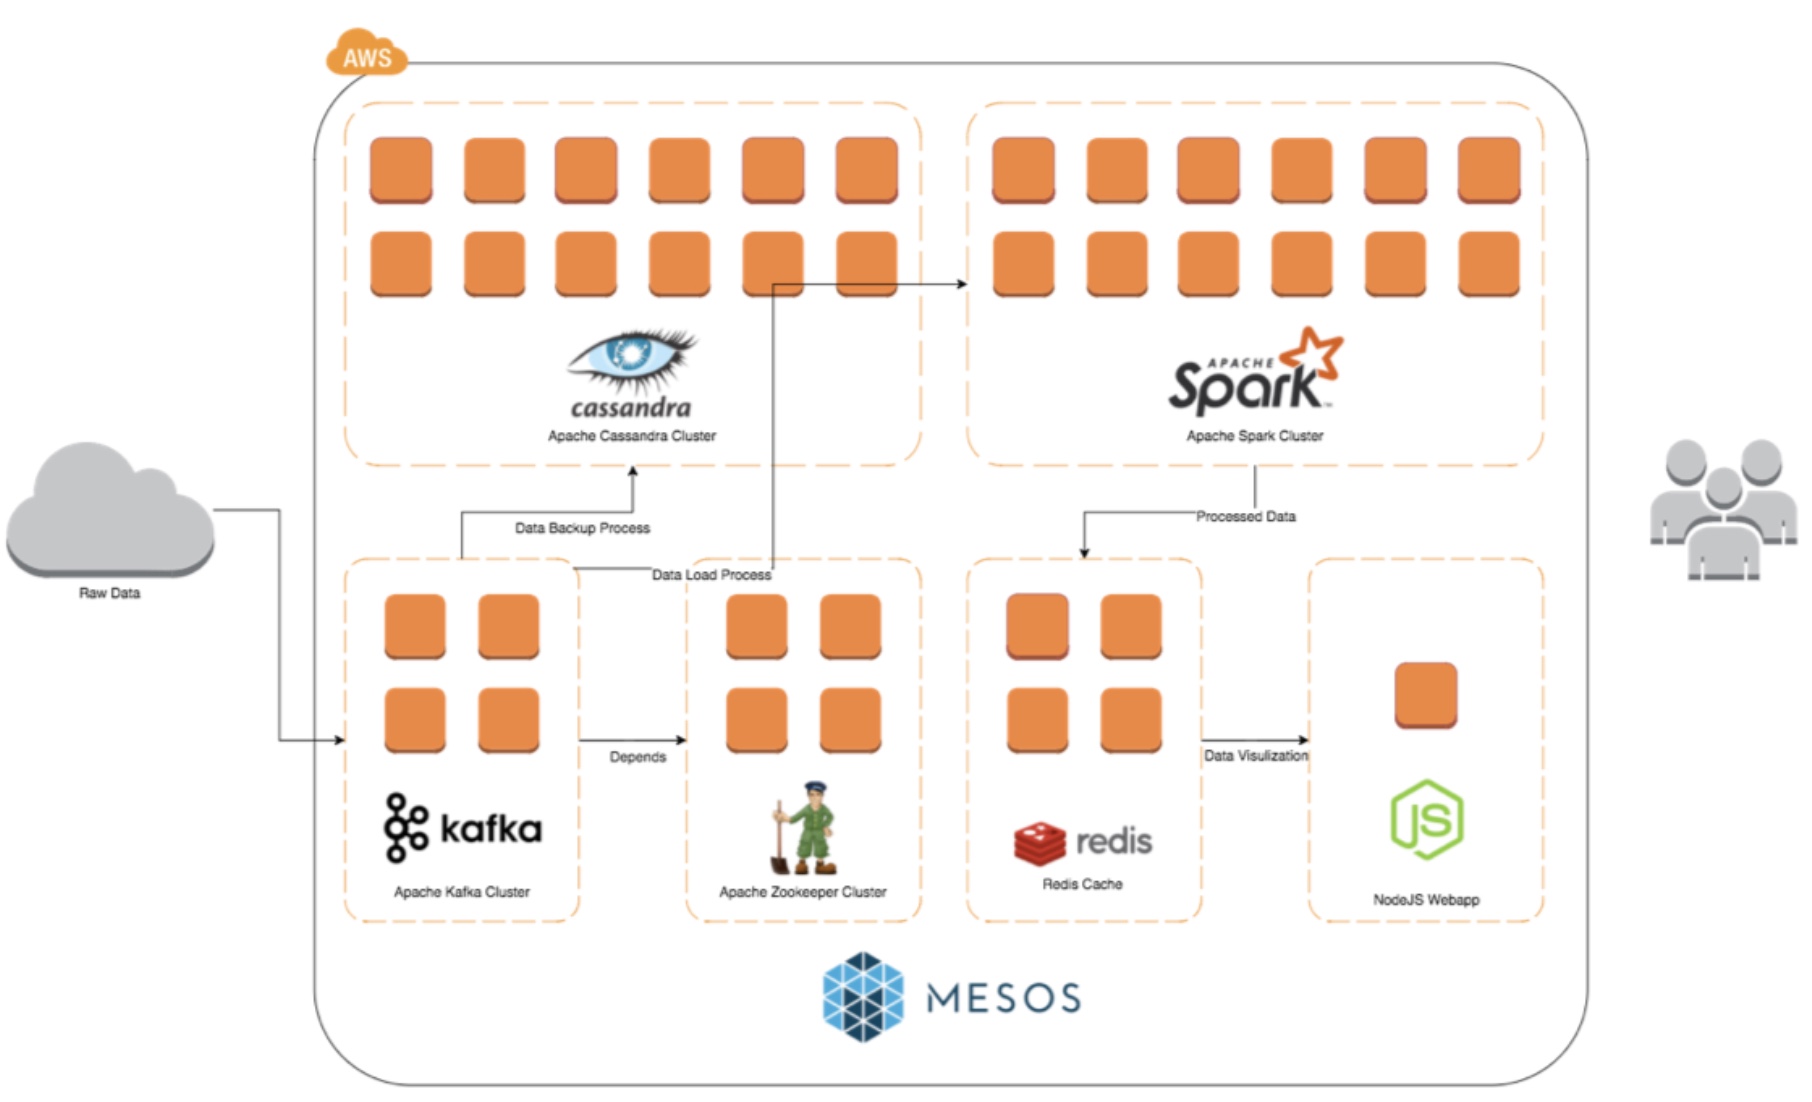 AWS
cassandra
Apache Cassandra Cluster
APACHE
Spark
Apache Spark Cluster
Raw Data
Data Backup Process
Processed Data
Data Load Process
Depends
Data Visulization
kafka
Apache Kafka Cluster
Apache Zookeeper Cluster
redis
Redis Cache
JS
NodeJS Webapp
MESOS